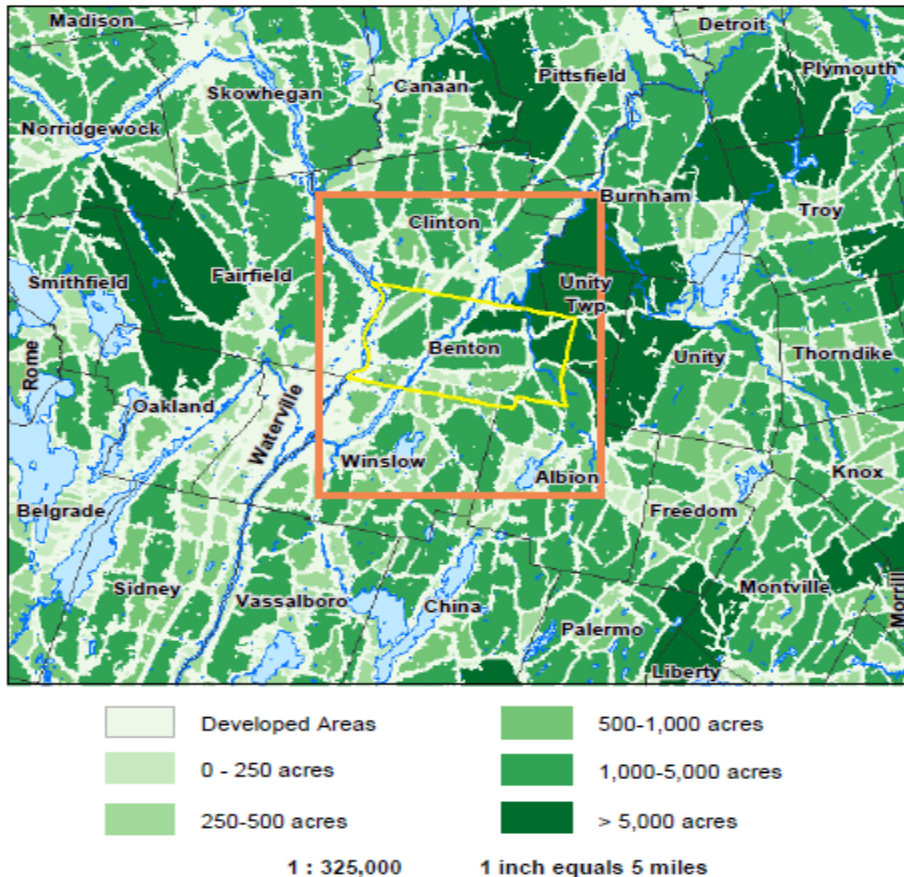 Madison
Detroit
Pittsfield
Plymouth
Canaan
Skowhegan
Norridgewock
Burnham
Troy
Clinton
Smithfield
Fairfield
Unity
Twp
Rome
Benton
Unity
Thorndike
Oakland
Waterville
Winslow
Albion
Knox
Belgrade
Freedom
Sidney
Vassalboro
China
Montville
Morrill
Palermo
Liberty
Developed Areas
500-1,000 acres
0 - 250 acres
1,000-5,000 acres
250-500 acres
> 5,000 acres
1 : 325,000 1 inch equals 5 miles